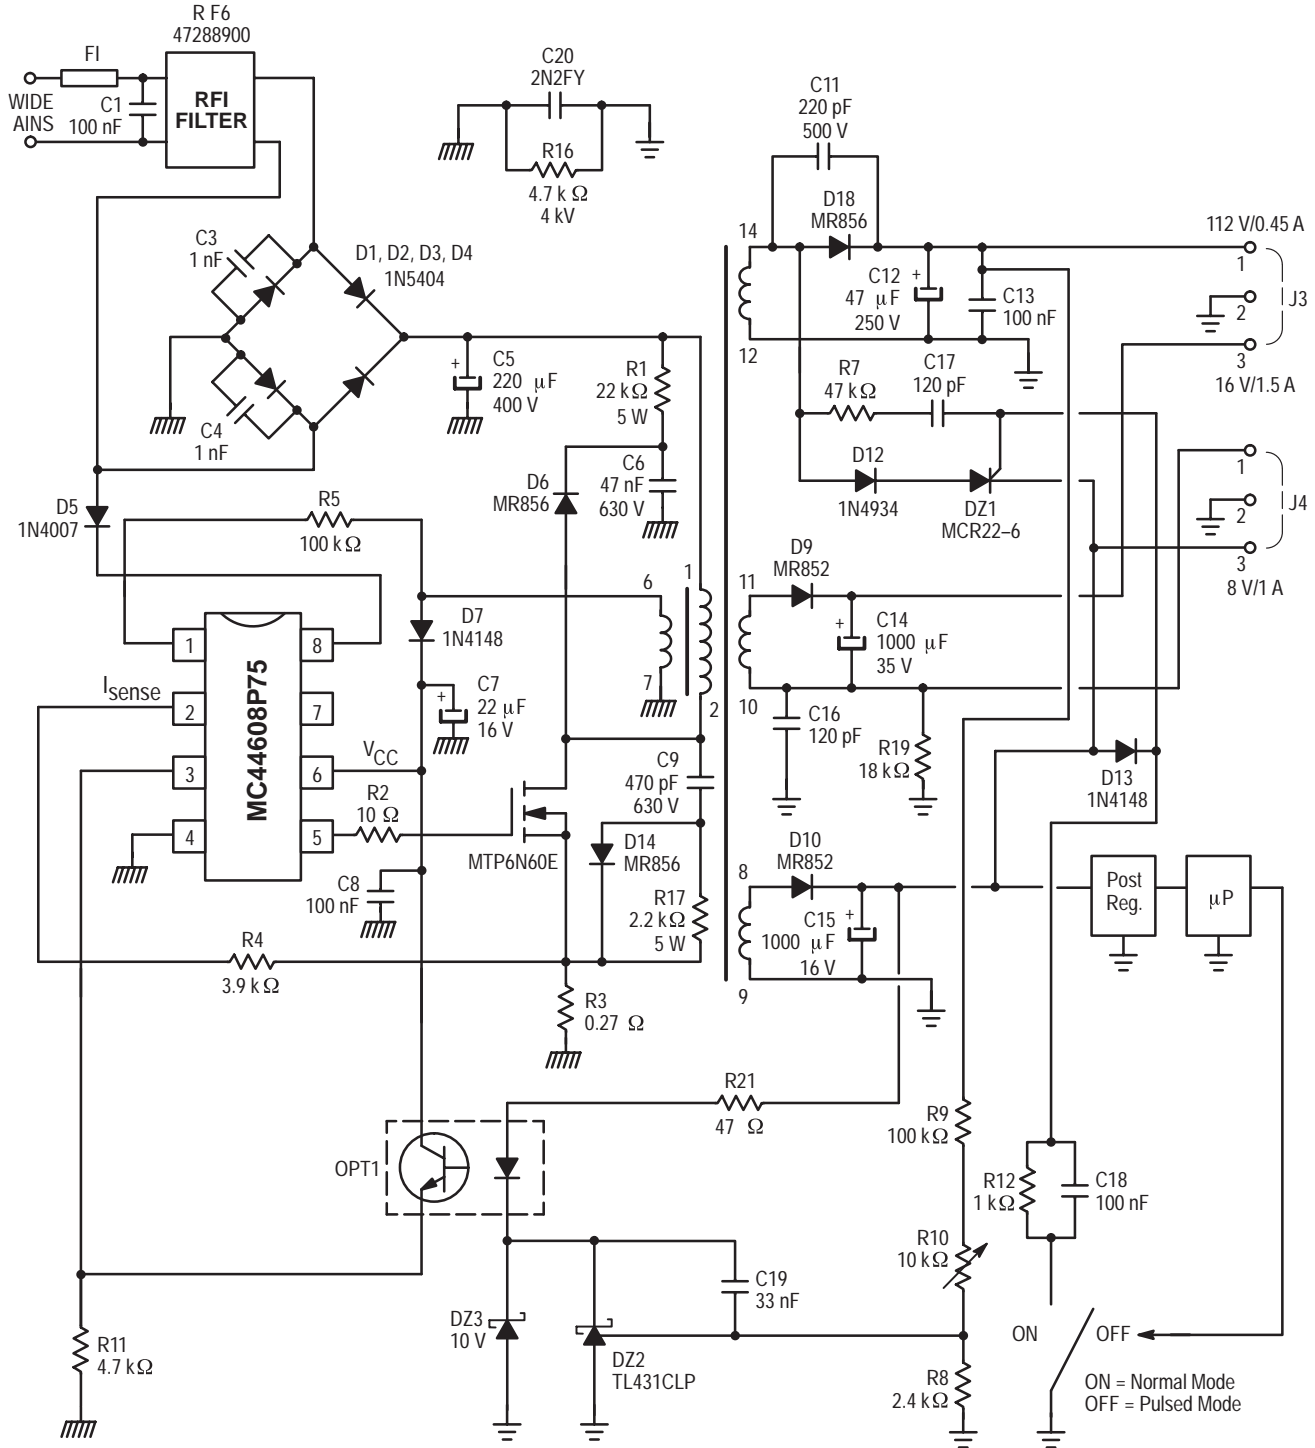 R F6
47288900
FI
WIDE
AINS
C1
100 nF
RFI
FILTER
C20
2N2FY
R16
4.7 k Ω
4 kV
C11
220 pF
500 V
D18
MR856
14
112 V/0.45 A
1
2
3
J3
16 V/1.5 A
C3
1 nF
D1, D2, D3, D4
1N5404
C12
47 µF
250 V
+
C13
100 nF
12
C5
220 µF
400 V
+
R1
22 kΩ
5 W
R7
47 kΩ
C17
120 pF
C4
1 nF
D12
1N4934
DZ1
MCR22–6
1
2
3
J4
8 V/1 A
D5
1N4007
R5
100 kΩ
D6
MR856
C6
47 nF
630 V
D9
MR852
6
1
11
D7
1N4148
C14
1000 µF
35 V
+
7
2
10
MC44608P75
1
2
3
4
8
7
6
5
Isense
C7
22 µF
16 V
+
VCC
C16
120 pF
R19
18 kΩ
D13
1N4148
R2
10 Ω
C9
470 pF
630 V
MTP6N60E
D14
MR856
D10
MR852
8
Post
Reg.
µP
C8
100 nF
R17
2.2 kΩ
5 W
C15
1000 µF
16 V
+
9
R4
3.9 kΩ
R3
0.27 Ω
R21
47 Ω
R9
100 kΩ
OPT1
R12
1 kΩ
C18
100 nF
R10
10 kΩ
C19
33 nF
DZ3
10 V
DZ2
TL431CLP
ON
OFF
R11
4.7 kΩ
R8
2.4 kΩ
ON = Normal Mode
OFF = Pulsed Mode